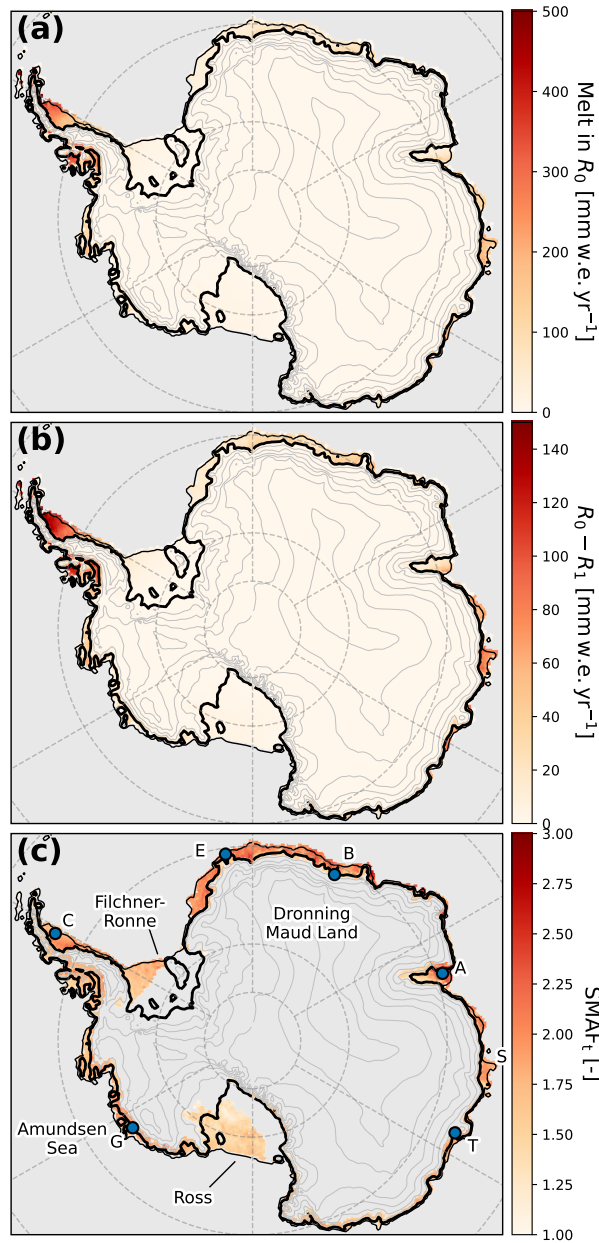 (a)
500
400
300
200
100
0
Melt in R₀ [mm w.e. yr⁻¹]
(b)
140
120
100
80
60
40
20
0
R₀ − R₁ [mm w.e. yr⁻¹]
(c)
3.00
2.75
2.50
2.25
2.00
1.75
1.50
1.25
1.00
SMAFₜ [-]
E
B
Filchner-
Ronne
Dronning
Maud Land
C
A
S
Amundsen
Sea
G
T
Ross